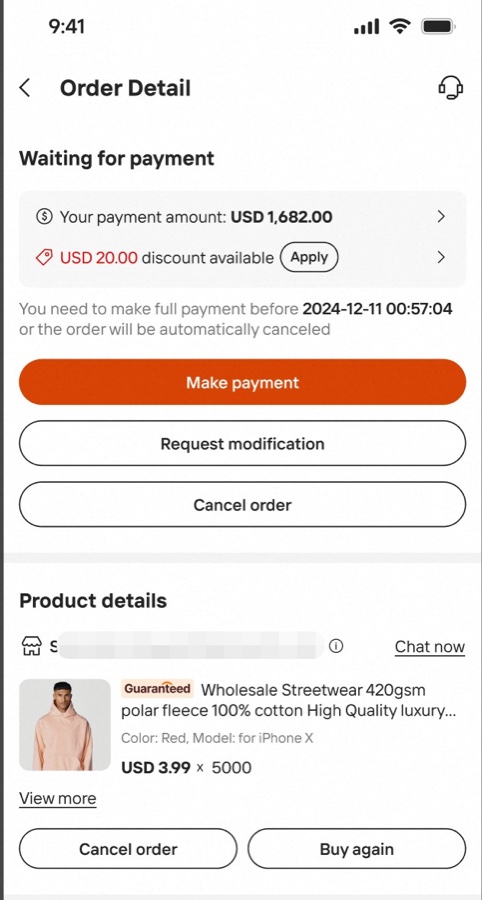 9:41
Order Detail
Waiting for payment
Your payment amount: USD 1,682.00
USD 20.00 discount available Apply
You need to make full payment before 2024-12-11 00:57:04
or the order will be automatically canceled
Make payment
Request modification
Cancel order
Product details
Chat now
Guaranteed Wholesale Streetwear 420gsm
polar fleece 100% cotton High Quality luxury...
Color: Red, Model: for iPhone X
USD 3.99 × 5000
View more
Cancel order
Buy again